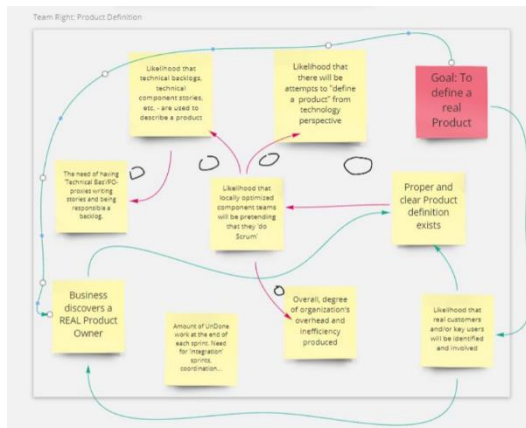 Team Right: Product Definition
Likelihood that
technical backlogs,
technical
component stories,
etc. - are used to
describe a product
Likelihood that
there will be
attempts to "define
a product" from
technology
perspective
Goal: To
define a
real
Product
The need of having
writing
stories and being
responsible a
backlog.
Likelihood that
locally optimized
component teams
will be pretending
that they 'do
Scrum'
Proper and
clear Product
definition
exists
Business
discovers a
REAL Product
Owner
Amount of UnDone
work at the end of
each sprint. Need
for 'integration'
sprints,
coordination...
Overall, degree
of organization's
overhead and
inefficiency
produced
Likelihood that
real customers
and/or key users
will be identified
and involved